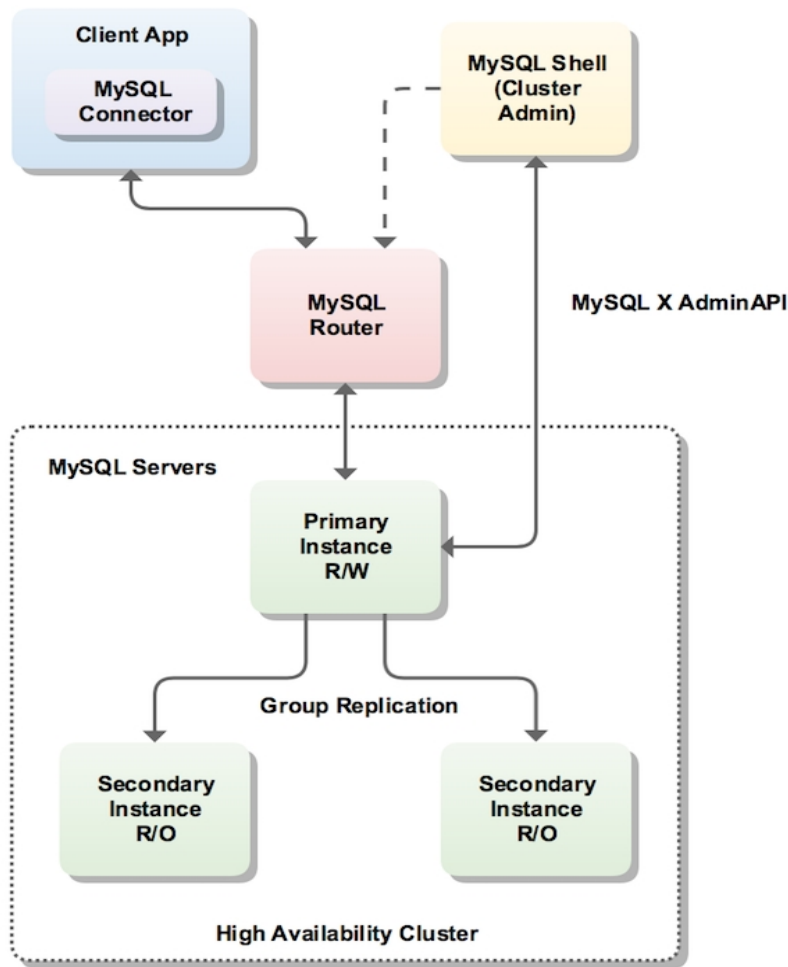 Client App
MySQL
Connector
MySQL Shell
(Cluster
Admin)
MySQL
Router
MySQL X AdminAPI
MySQL Servers
Primary
Instance
R/W
Group Replication
Secondary
Instance
R/O
Secondary
Instance
R/O
High Availability Cluster